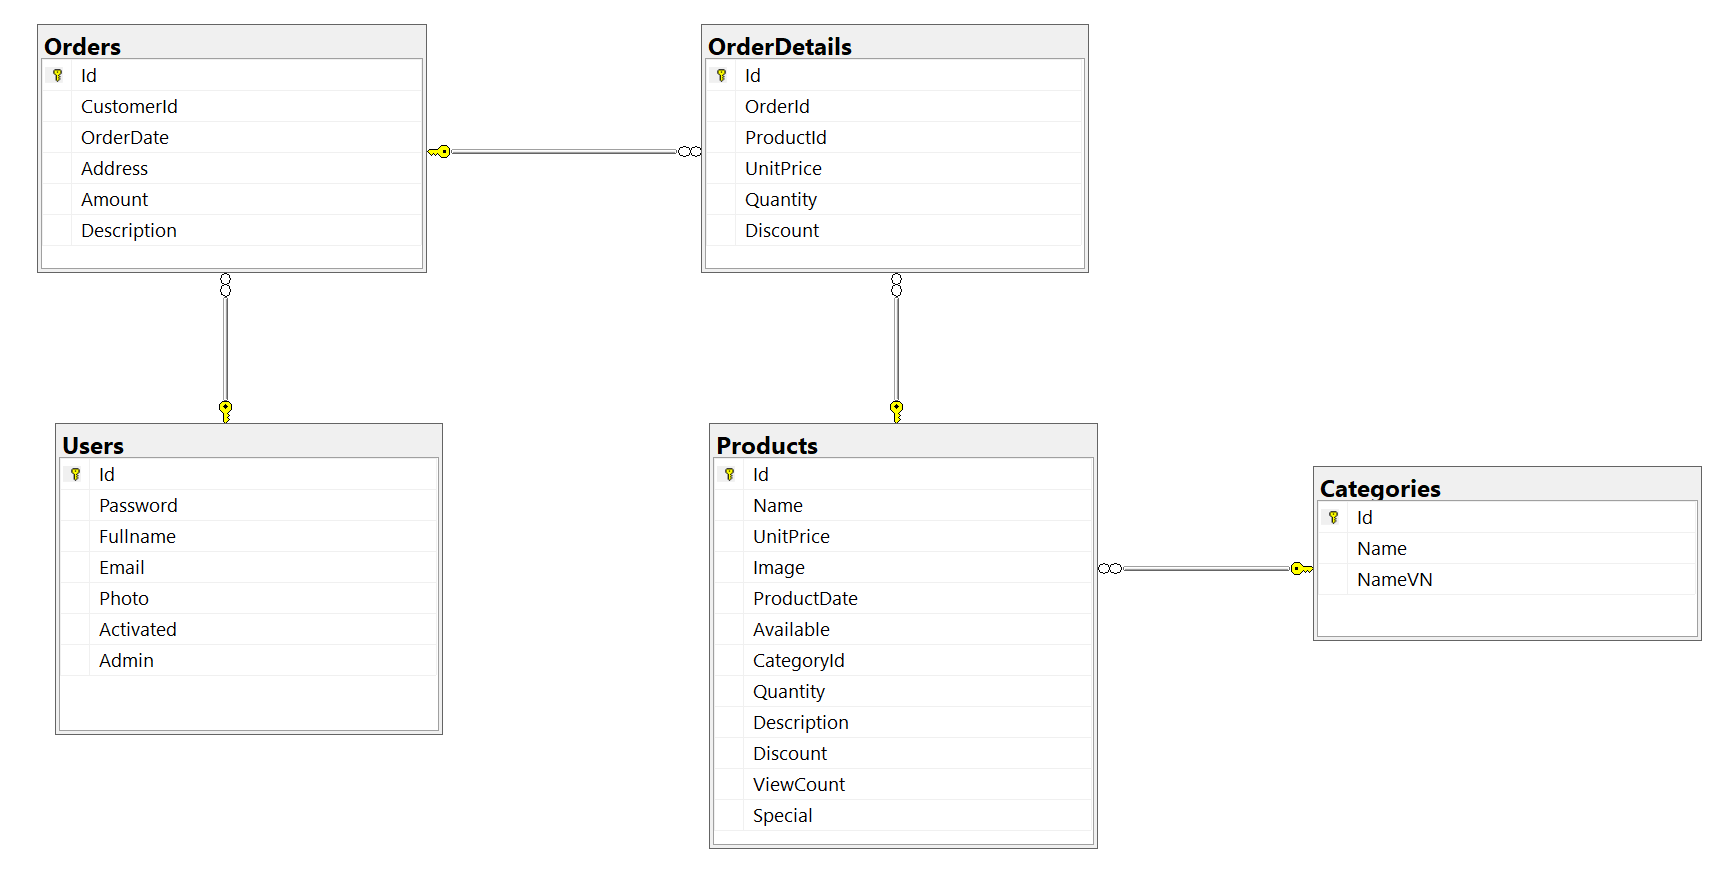 Orders
Id
CustomerId
OrderDate
Address
Amount
Description
OrderDetails
Id
OrderId
ProductId
UnitPrice
Quantity
Discount
Users
Id
Password
Fullname
Email
Photo
Activated
Admin
Products
Id
Name
UnitPrice
Image
ProductDate
Available
CategoryId
Quantity
Description
Discount
ViewCount
Special
Categories
Id
Name
NameVN